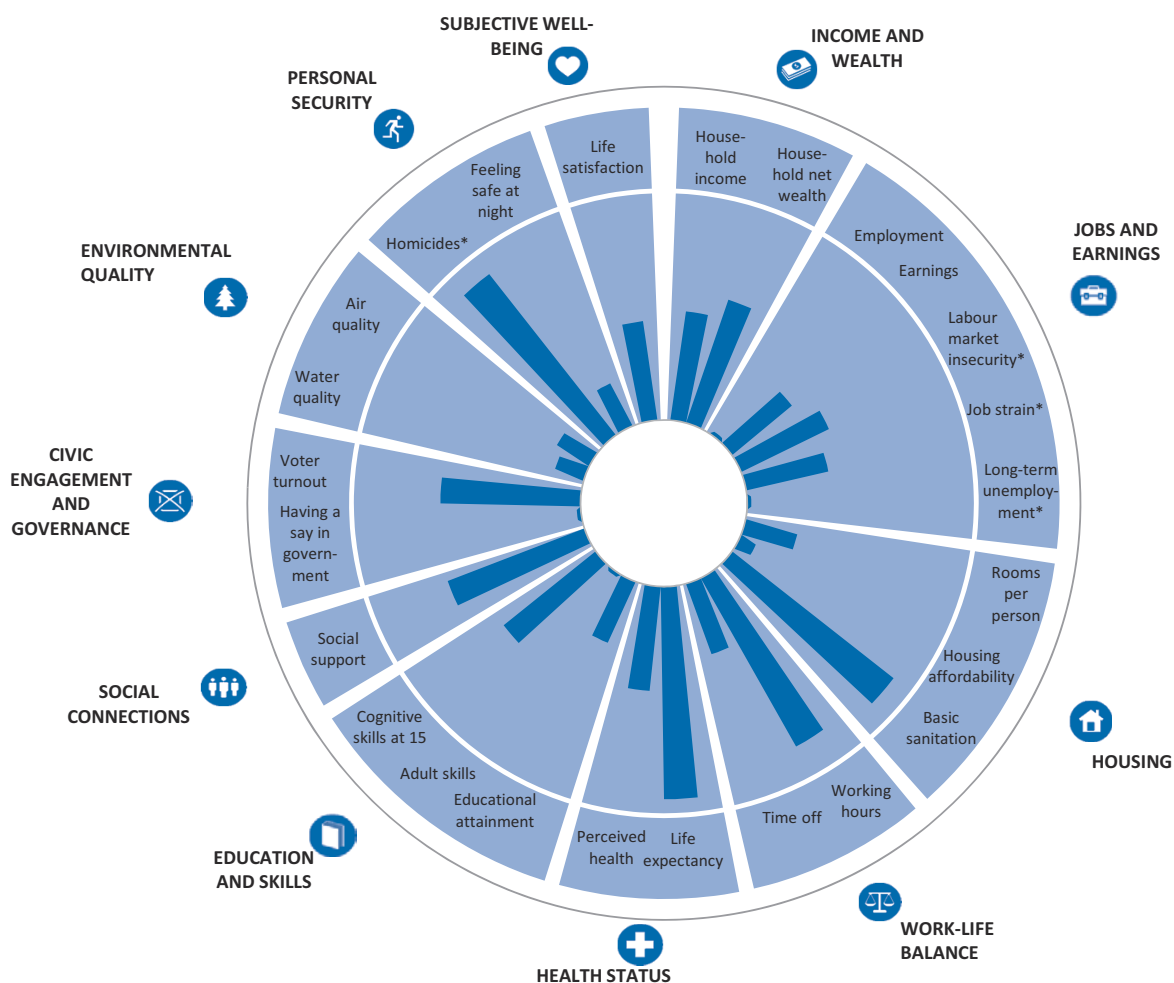 SUBJECTIVE WELL-
BEING
INCOME AND
WEALTH
PERSONAL
SECURITY
Life
satisfaction
House-
hold
income
House-
hold net
wealth
Feeling
safe at
night
Homicides*
Employment
Earnings
JOBS AND
EARNINGS
ENVIRONMENTAL
QUALITY
Air
quality
Water
quality
Labour
market
insecurity*
Job strain*
Long-term
unemploy-
ment*
CIVIC
ENGAGEMENT
AND
GOVERNANCE
Voter
turnout
Having a
say in
govern-
ment
Rooms
per
person
Housing
affordability
Basic
sanitation
HOUSING
SOCIAL
CONNECTIONS
Social
support
Cognitive
skills at 15
Adult skills
Educational
attainment
EDUCATION
AND SKILLS
Perceived
health
Life
expectancy
Time off
Working
hours
HEALTH STATUS
WORK-LIFE
BALANCE